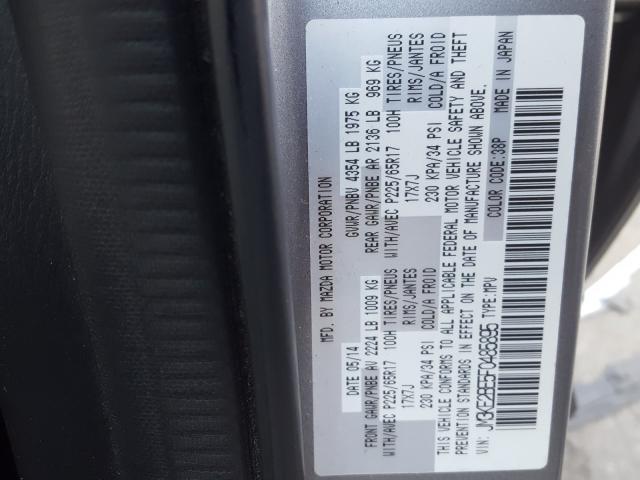 MFD. BY MAZDA MOTOR CORPORATION
DATE 05/14 GVWR/PNBV 4354 LB 1975 KG
FRONT GAWR/PNBE AV 2224 LB 1009 KG REAR GAWR/PNBE AR 2136 LB 969 KG
WITH/AVEC P225/65R17 100H TIRES/PNEUS WITH/AVEC P225/65R17 100H TIRES/PNEUS
17X7J RIMS/JANTES 17X7J RIMS/JANTES
230 KPA/34 PSI COLD/A FROID 230 KPA/34 PSI COLD/A FROID
THIS VEHICLE CONFORMS TO ALL APPLICABLE FEDERAL MOTOR VEHICLE SAFETY AND THEFT
PREVENTION STANDARDS IN EFFECT ON THE DATE OF MANUFACTURE SHOWN ABOVE.
VIN: JM3KE2BE5F0485895 TYPE:MPV COLOR CODE:38P MADE IN JAPAN